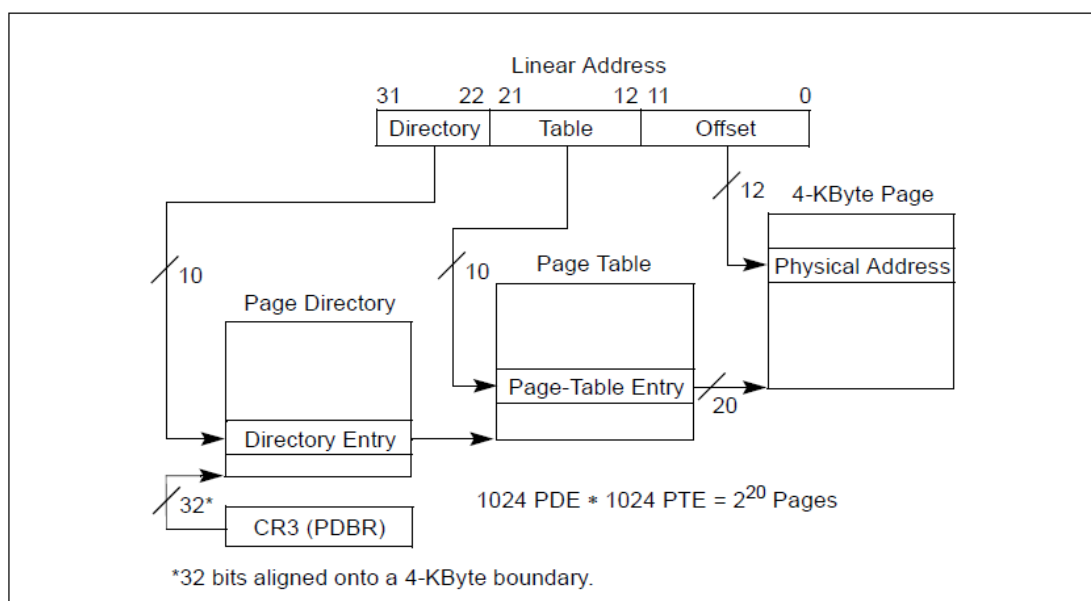 Linear Address
31 22 21 12 11 0
Directory Table Offset
12
4-KByte Page
10
10
Page Table
Physical Address
Page Directory
Page-Table Entry
20
Directory Entry
32*
1024 PDE * 1024 PTE = 2^20 Pages
CR3 (PDBR)
*32 bits aligned onto a 4-KByte boundary.